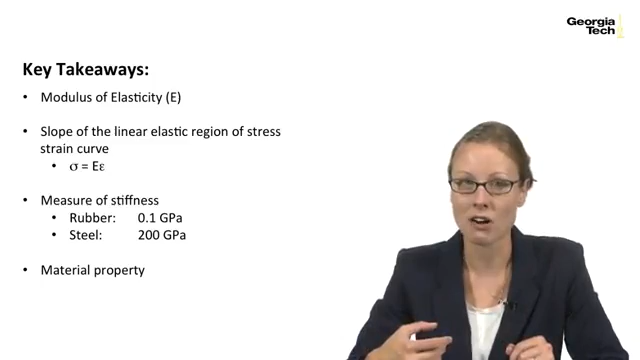 Georgia
Tech
Key Takeaways:
• Modulus of Elasticity (E)
• Slope of the linear elastic region of stress
strain curve
• σ = Eε
• Measure of stiffness
• Rubber: 0.1 GPa
• Steel: 200 GPa
• Material property